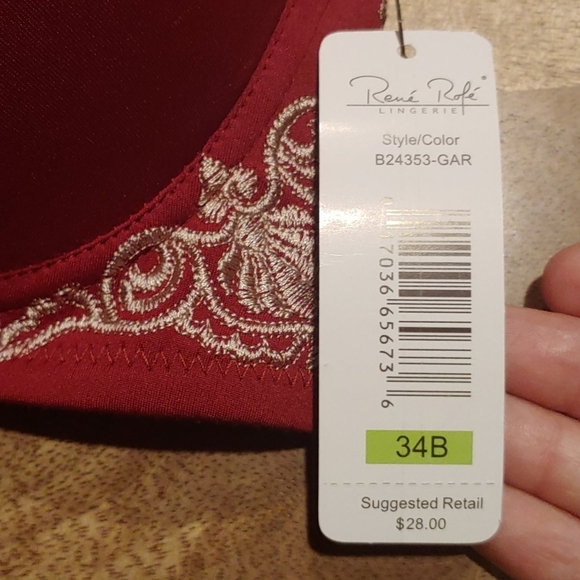 René Rofé®
LINGERIE
Style/Color
B24353-GAR
7036 65673 6
34B
Suggested Retail
$28.00